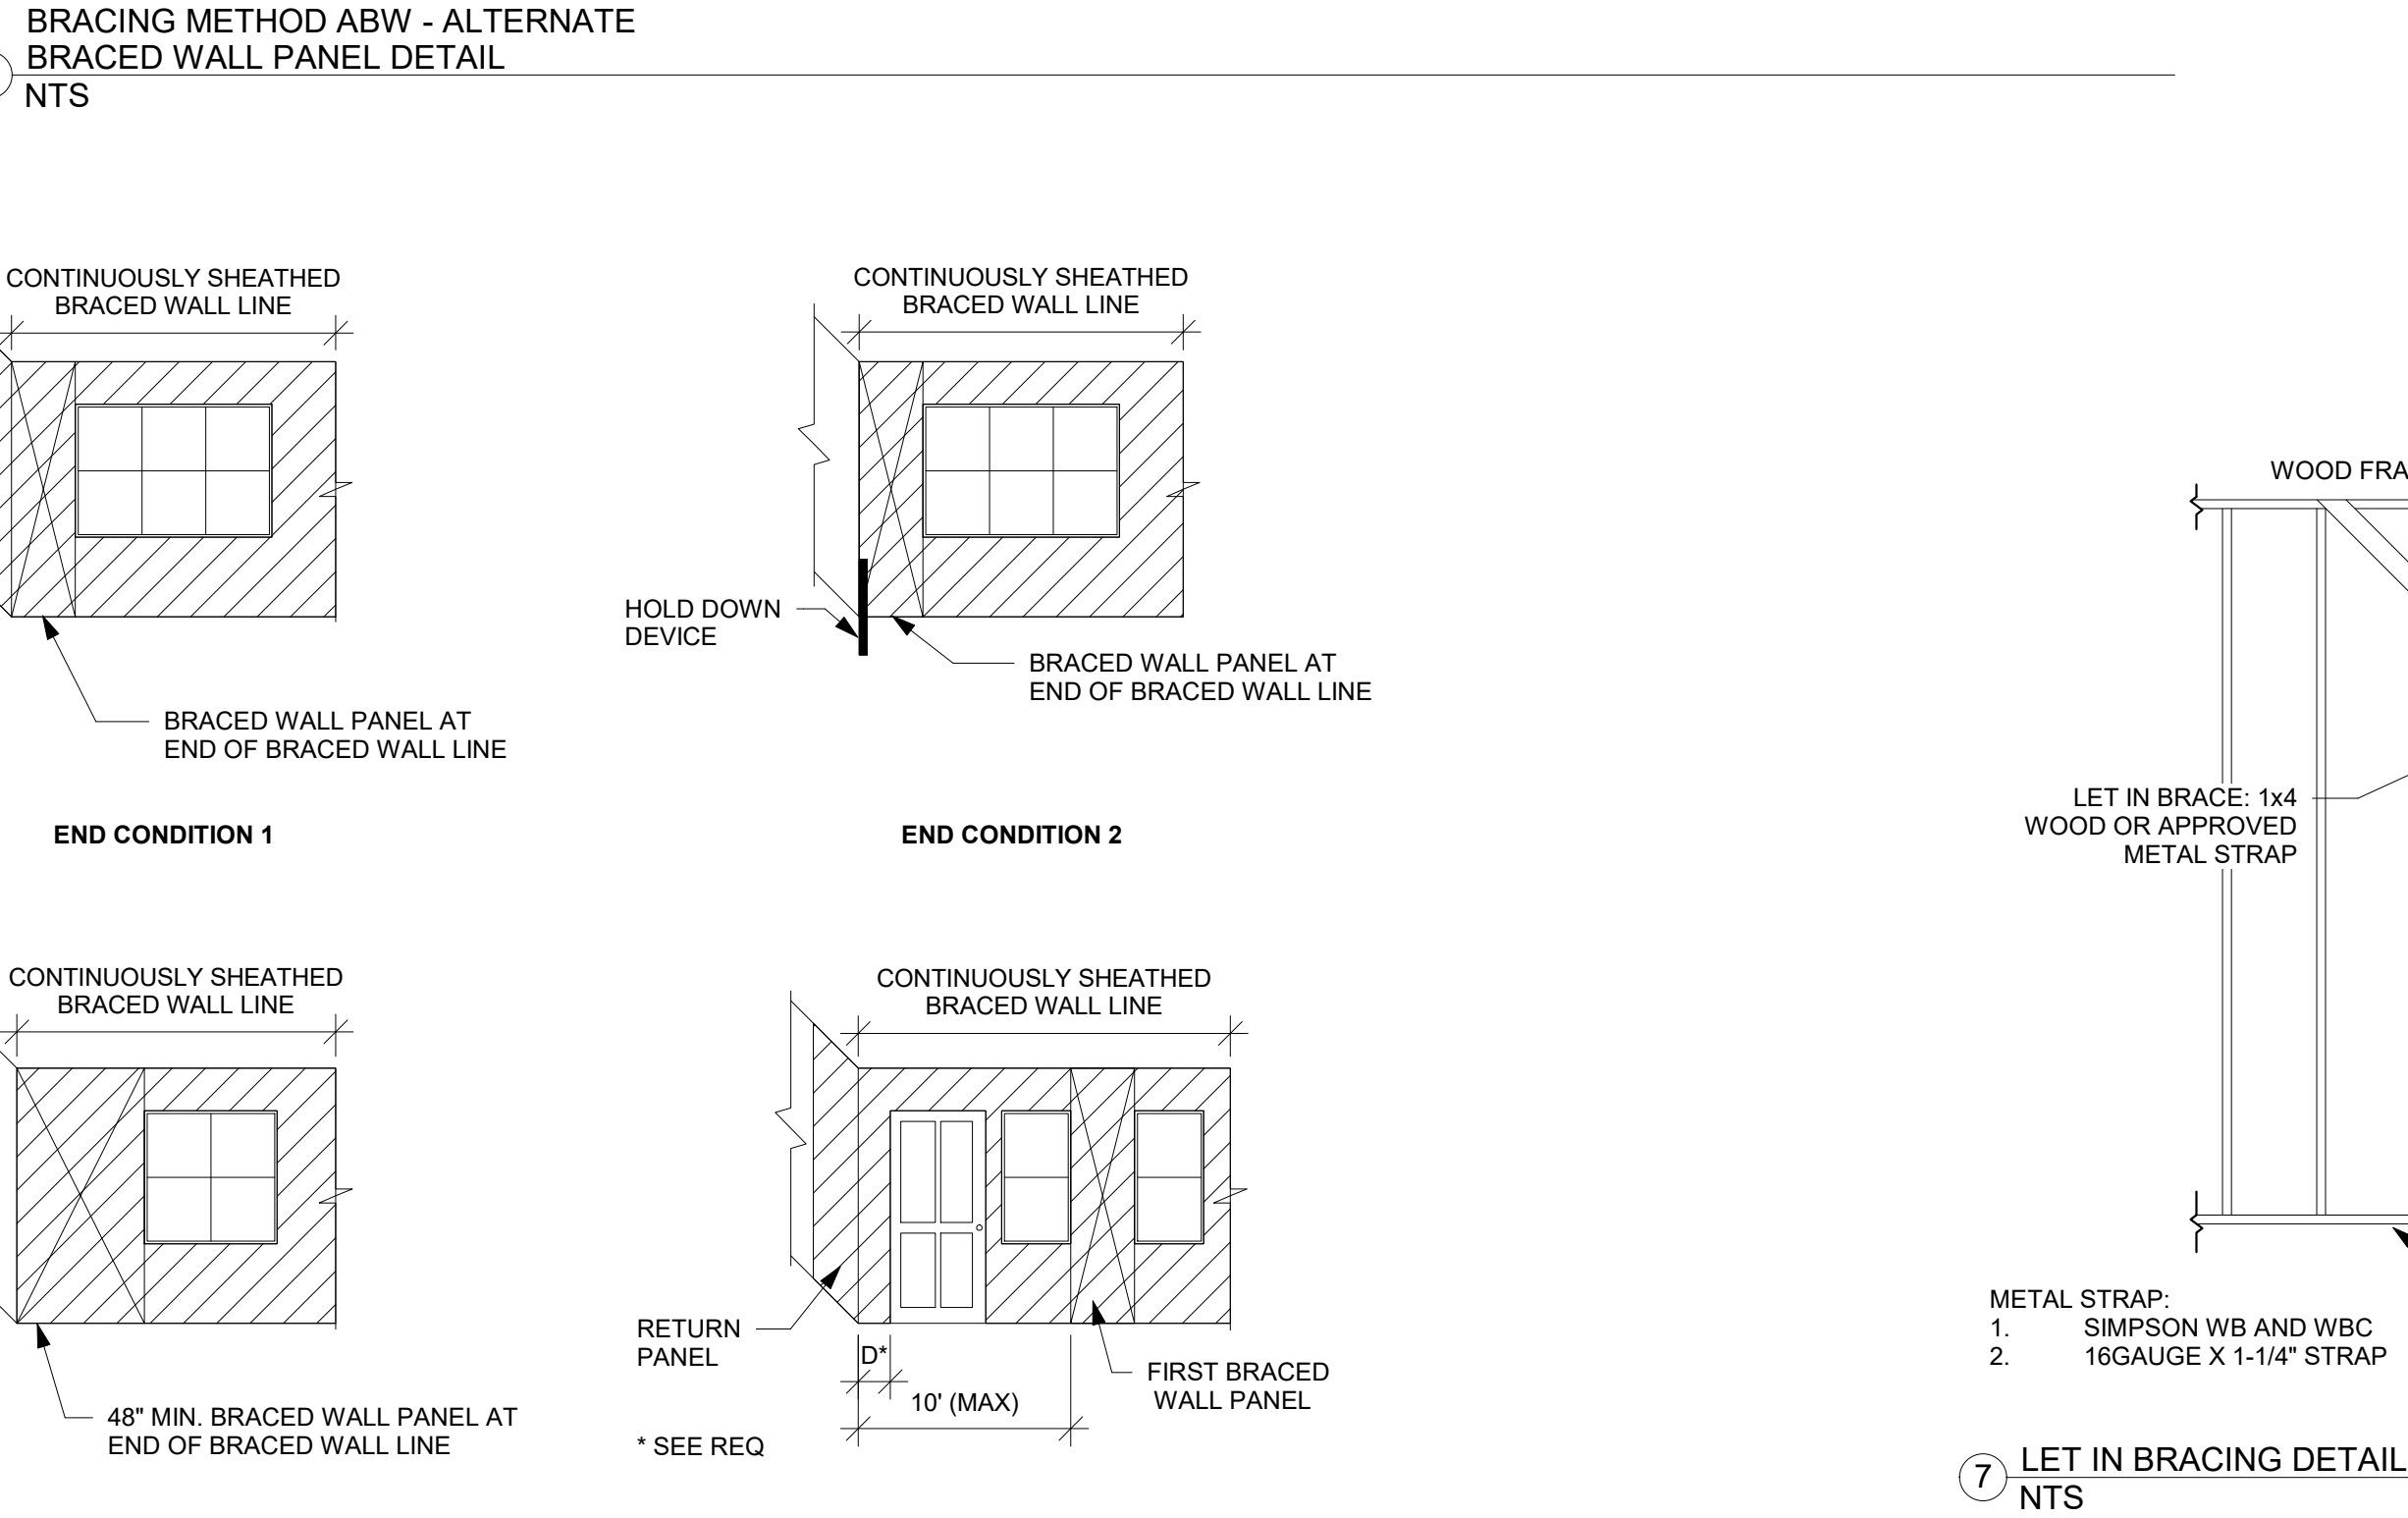 BRACING METHOD ABW - ALTERNATE
BRACED WALL PANEL DETAIL
NTS
CONTINUOUSLY SHEATHED
BRACED WALL LINE
BRACED WALL PANEL AT
END OF BRACED WALL LINE
END CONDITION 1
CONTINUOUSLY SHEATHED
BRACED WALL LINE
HOLD DOWN
DEVICE
BRACED WALL PANEL AT
END OF BRACED WALL LINE
END CONDITION 2
CONTINUOUSLY SHEATHED
BRACED WALL LINE
48" MIN. BRACED WALL PANEL AT
END OF BRACED WALL LINE
CONTINUOUSLY SHEATHED
BRACED WALL LINE
RETURN
PANEL
D*
10' (MAX)
FIRST BRACED
WALL PANEL
* SEE REQ
WOOD FRA
LET IN BRACE: 1x4
WOOD OR APPROVED
METAL STRAP
METAL STRAP:
1. SIMPSON WB AND WBC
2. 16GAUGE X 1-1/4" STRAP
7 LET IN BRACING DETAIL
NTS